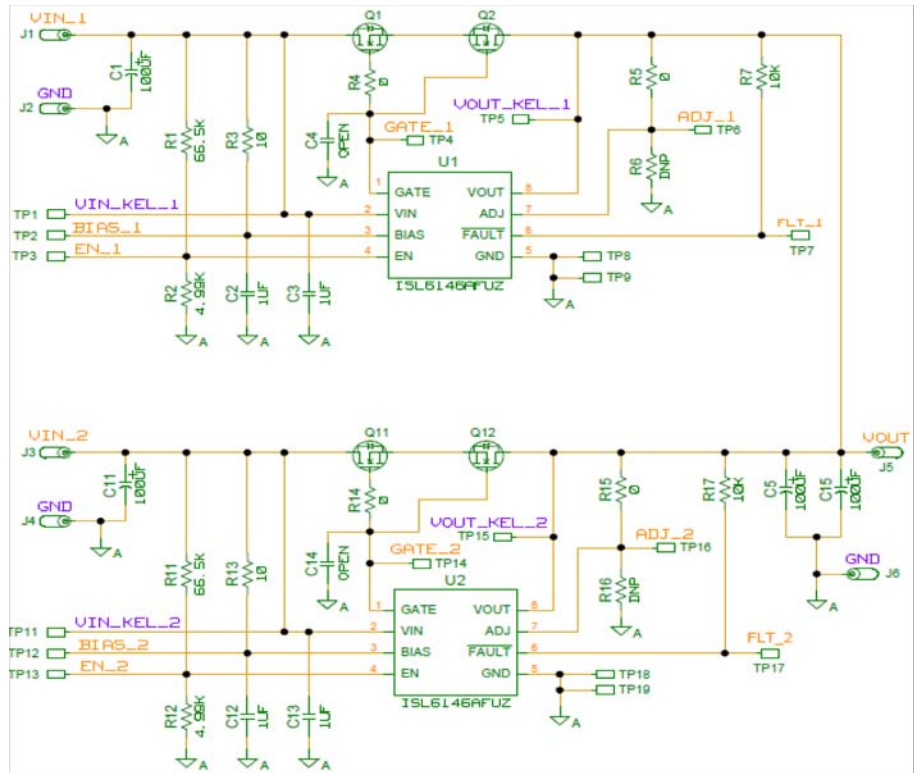 VIN_1
J1
Q1
Q2
C1
100UF
GND
J2
A
R1
66.5K
R3
10
R4
0
C4
OPEN
A
GATE_1
TP4
VOUT_KEL_1
TP5
R5
0
R7
10K
ADJ_1
TP6
R6
DNP
A
U1
1 GATE VOUT 8
2 VIN ADJ 7
3 BIAS FAULT 6
4 EN GND 5
ISL6146AFUZ
TP1 VIN_KEL_1
TP2 BIAS_1
TP3 EN_1
FLT_1
TP7
TP8
TP9
A
R2
4.99K
C2
1UF
C3
1UF
A
A
A
VIN_2
J3
Q11
Q12
VOUT
J5
C11
100UF
GND
J4
A
R11
66.5K
R13
10
R14
0
C14
OPEN
A
GATE_2
TP14
VOUT_KEL_2
TP15
R15
0
R17
10K
C5
100UF
C15
100UF
ADJ_2
TP16
R16
DNP
A
GND
J6
A
U2
1 GATE VOUT 8
2 VIN ADJ 7
3 BIAS FAULT 6
4 EN GND 5
ISL6146AFUZ
TP11 VIN_KEL_2
TP12 BIAS_2
TP13 EN_2
FLT_2
TP17
TP18
TP19
A
R12
4.99K
C12
1UF
C13
1UF
A
A
A